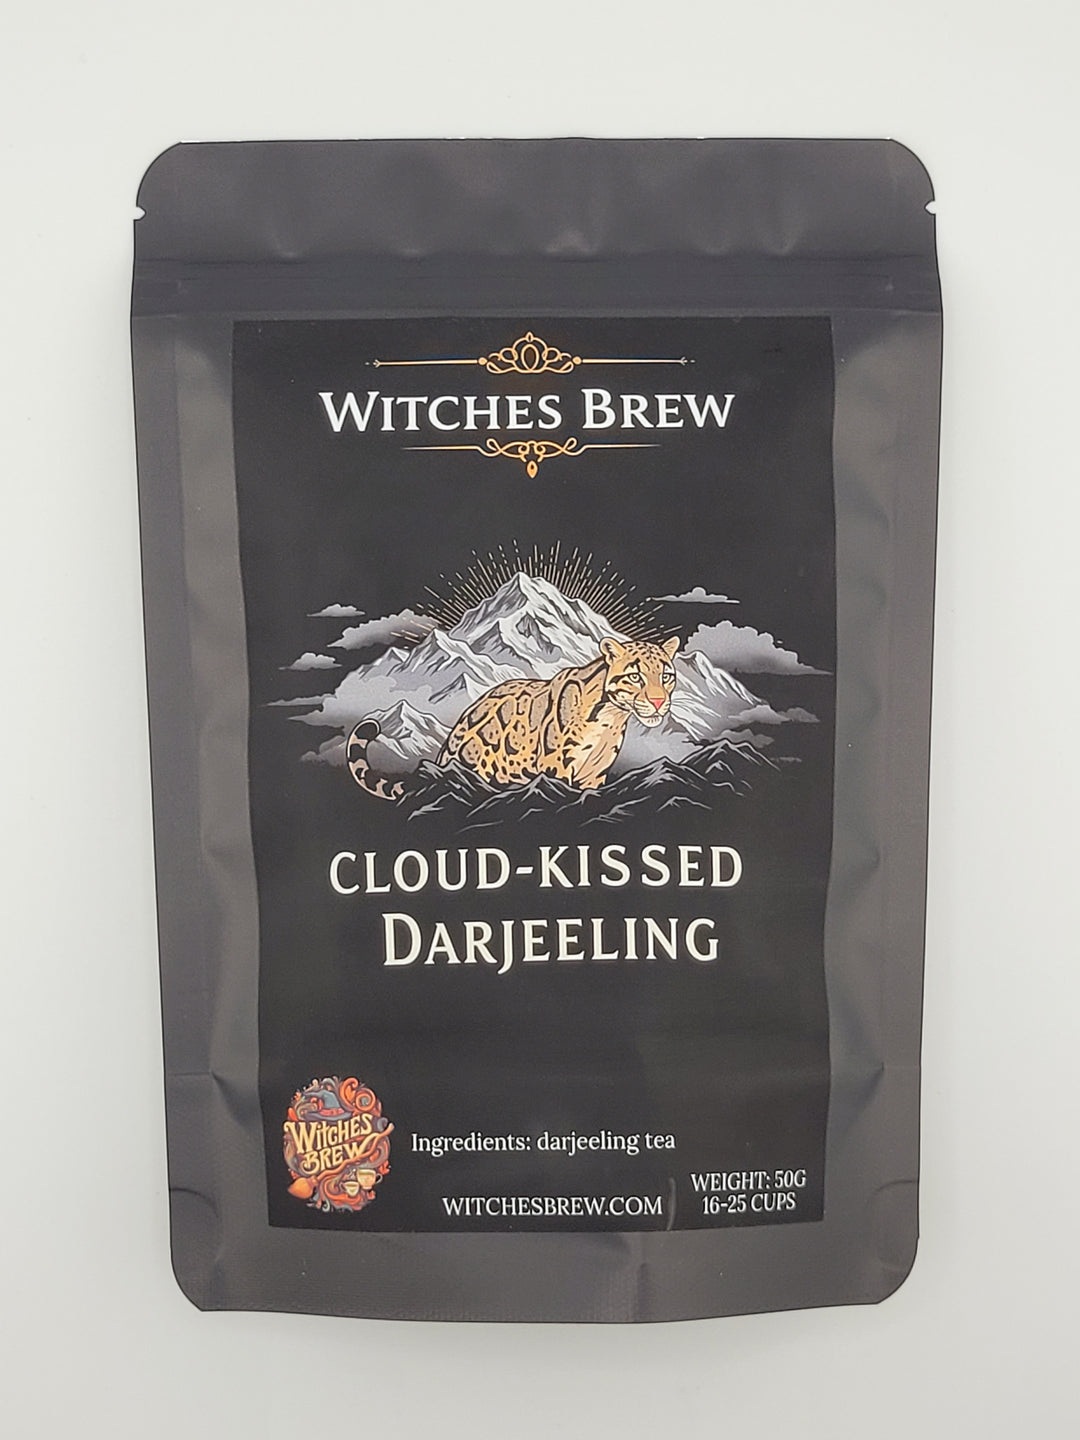 WITCHES BREW
CLOUD-KISSED
DARJEELING
WITCHES
BREW
Ingredients: darjeeling tea
WITCHESBREW.COM
WEIGHT: 50G
16-25 CUPS